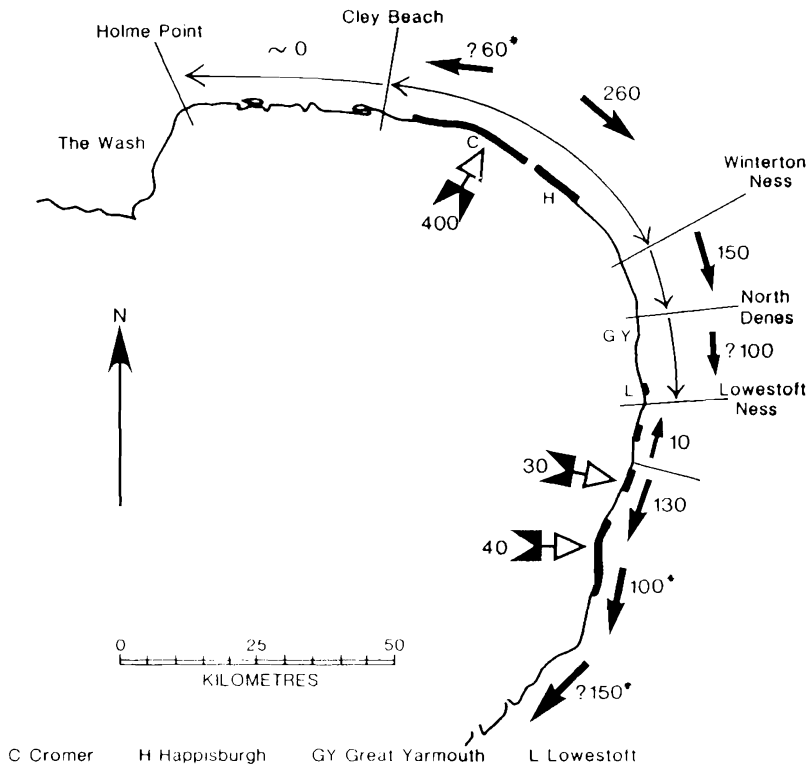 Cley Beach
Holme Point
~ 0
? 60*
260
The Wash
C
Winterton
Ness
H
400
150
N
North
Denes
G Y
? 100
L
Lowestoft
Ness
10
30
130
40
100*
0 25 50
KILOMETRES
? 150*
C Cromer H Happisburgh GY Great Yarmouth L Lowestoft